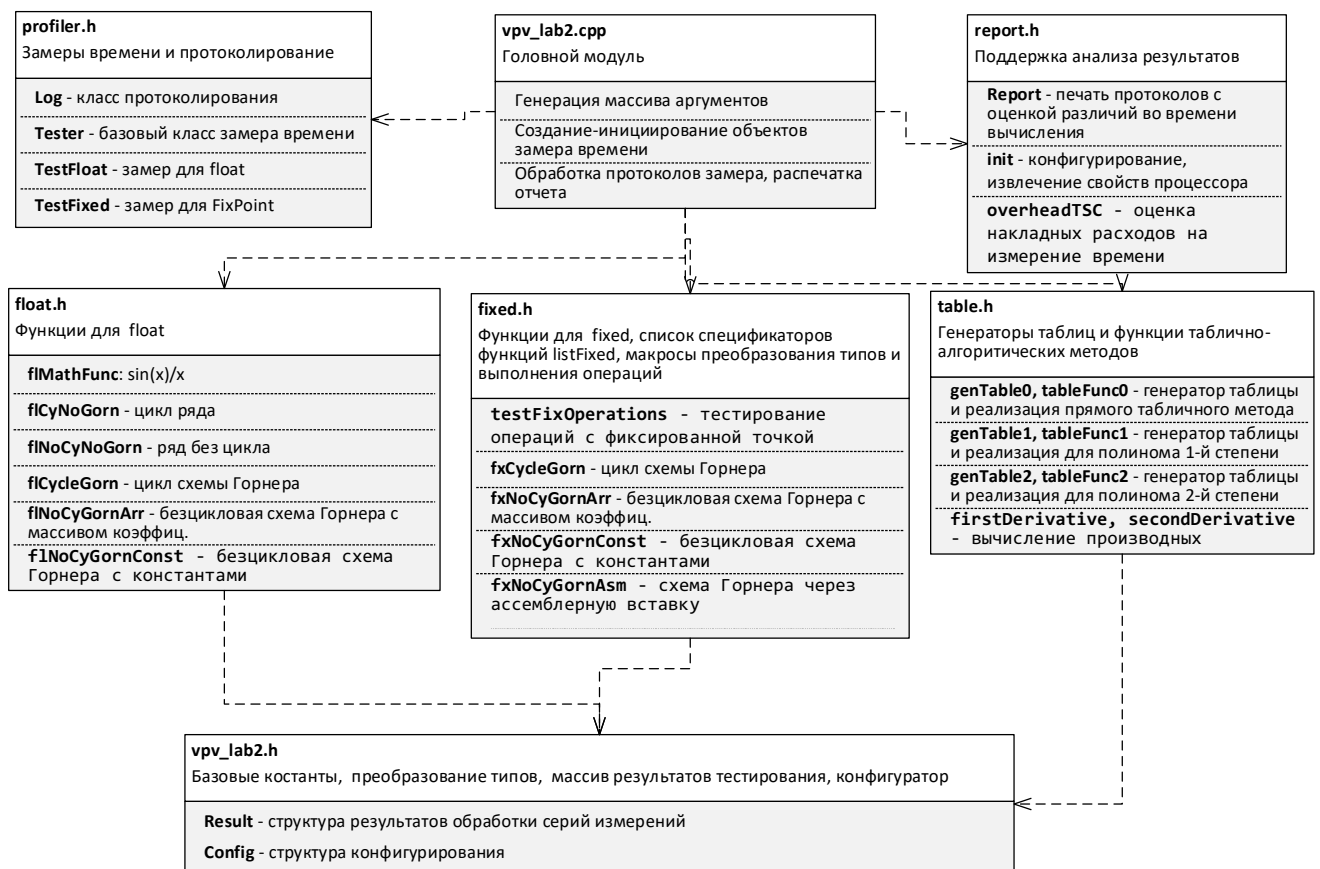 profiler.h
Замеры времени и протоколирование
Log - класс протоколирования
Tester - базовый класс замера времени
TestFloat - замер для float
TestFixed - замер для FixPoint
vpv_lab2.cpp
Головной модуль
Генерация массива аргументов
Создание-инициирование объектов
замера времени
Обработка протоколов замера, распечатка
отчета
report.h
Поддержка анализа результатов
Report - печать протоколов с
оценкой различий во времени
вычисления
init - конфигурирование,
извлечение свойств процессора
overheadTSC - оценка
накладных расходов на
измерение времени
float.h
Функции для float
flMathFunc: sin(x)/x
flCyNoGorn - цикл ряда
flNoCyNoGorn - ряд без цикла
flCycleGorn - цикл схемы Горнера
flNoCyGornArr - безцикловая схема Горнера с
массивом коэффиц.
flNoCyGornConst - безцикловая схема
Горнера с константами
fixed.h
Функции для fixed, список спецификаторов
функций listFixed, макросы преобразования типов и
выполнения операций
testFixOperations - тестирование
операций с фиксированной точкой
fxCycleGorn - цикл схемы Горнера
fxNoCyGornArr - безцикловая схема Горнера с
массивом коэффиц.
fxNoCyGornConst - безцикловая схема
Горнера с константами
fxNoCyGornAsm - схема Горнера через
ассемблерную вставку
table.h
Генераторы таблиц и функции таблично-
алгоритических методов
genTable0, tableFunc0 - генератор таблицы
и реализация прямого табличного метода
genTable1, tableFunc1 - генератор таблицы
и реализация для полинома 1-й степени
genTable2, tableFunc2 - генератор таблицы
и реализация для полинома 2-й степени
firstDerivative, secondDerivative
- вычисление производных
vpv_lab2.h
Базовые костанты, преобразование типов, массив результатов тестирования, конфигуратор
Result - структура результатов обработки серий измерений
Config - структура конфигурирования